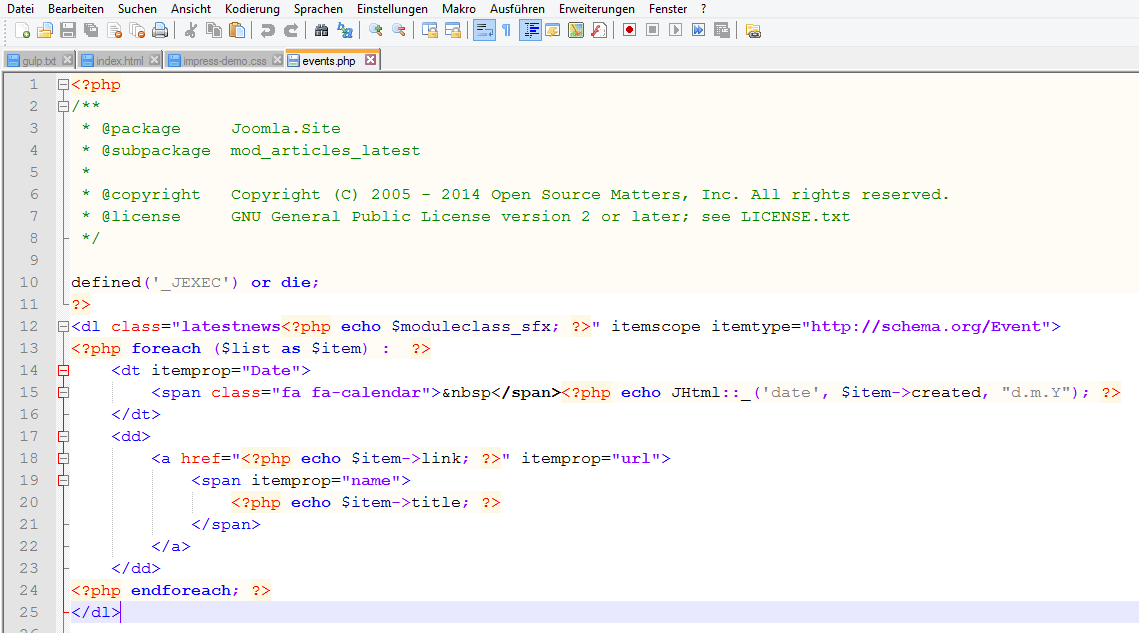 Datei Bearbeiten Suchen Ansicht Kodierung Sprachen Einstellungen Makro Ausführen Erweiterungen Fenster ?
gulp.txt index.html impress-demo.css events.php
1 <?php
2 /**
3  * @package     Joomla.Site
4  * @subpackage  mod_articles_latest
5  *
6  * @copyright   Copyright (C) 2005 - 2014 Open Source Matters, Inc. All rights reserved.
7  * @license     GNU General Public License version 2 or later; see LICENSE.txt
8  */
9
10 defined('_JEXEC') or die;
11 ?>
12 <dl class="latestnews<?php echo $moduleclass_sfx; ?>" itemscope itemtype="http://schema.org/Event">
13 <?php foreach ($list as $item) :  ?>
14     <dt itemprop="Date">
15         <span class="fa fa-calendar">&nbsp</span><?php echo JHtml::_('date', $item->created, "d.m.Y"); ?>
16     </dt>
17     <dd>
18         <a href="<?php echo $item->link; ?>" itemprop="url">
19             <span itemprop="name">
20                 <?php echo $item->title; ?>
21             </span>
22         </a>
23     </dd>
24 <?php endforeach; ?>
25 </dl>
26